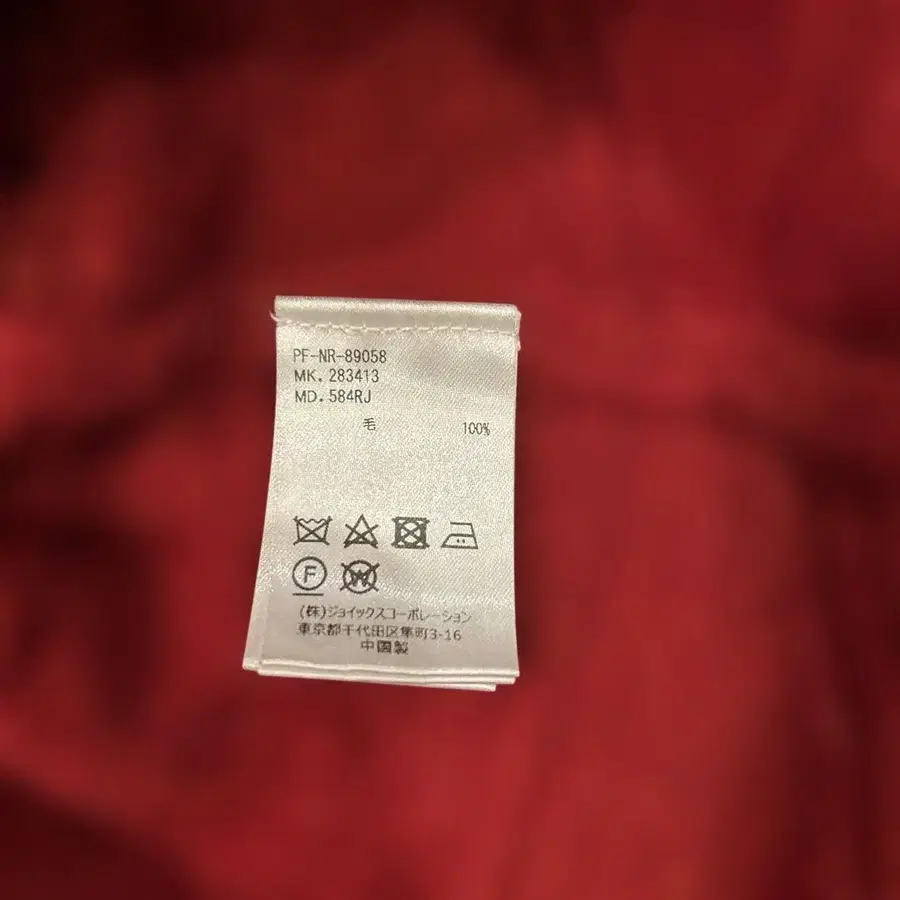 PF-NR-89058
MK. 283413
MD. 584RJ
毛 100%
F W
(株)ジョイックスコーポレーション
東京都千代田区隼町3-16
中国製